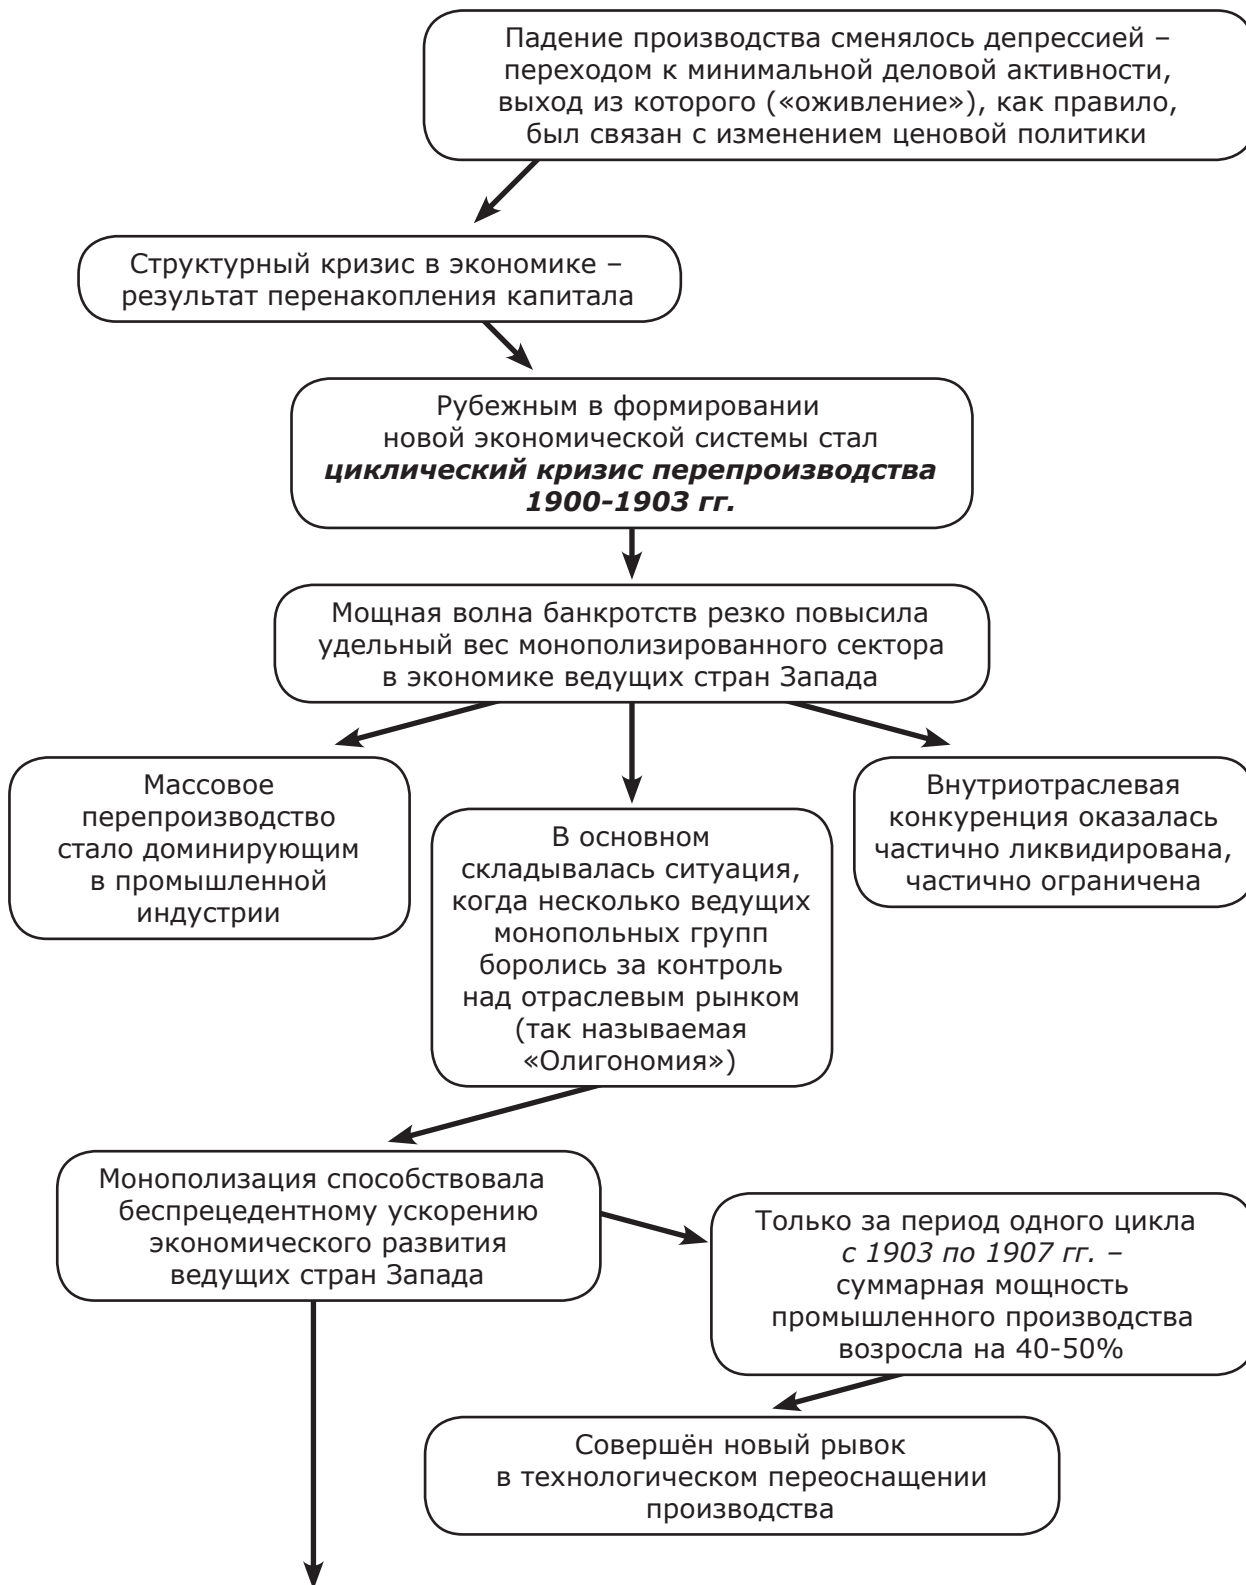 Падение производства сменялось депрессией –
переходом к минимальной деловой активности,
выход из которого («оживление»), как правило,
был связан с изменением ценовой политики
Структурный кризис в экономике –
результат перенакопления капитала
Рубежным в формировании
новой экономической системы стал
циклический кризис перепроизводства
1900-1903 гг.
Мощная волна банкротств резко повысила
удельный вес монополизированного сектора
в экономике ведущих стран Запада
Массовое
перепроизводство
стало доминирующим
в промышленной
индустрии
В основном
складывалась ситуация,
когда несколько ведущих
монопольных групп
боролись за контроль
над отраслевым рынком
(так называемая
«Олигономия»)
Внутриотраслевая
конкуренция оказалась
частично ликвидирована,
частично ограничена
Монополизация способствовала
беспрецедентному ускорению
экономического развития
ведущих стран Запада
Только за период одного цикла
с 1903 по 1907 гг. –
суммарная мощность
промышленного производства
возросла на 40-50%
Совершён новый рывок
в технологическом переоснащении
производства